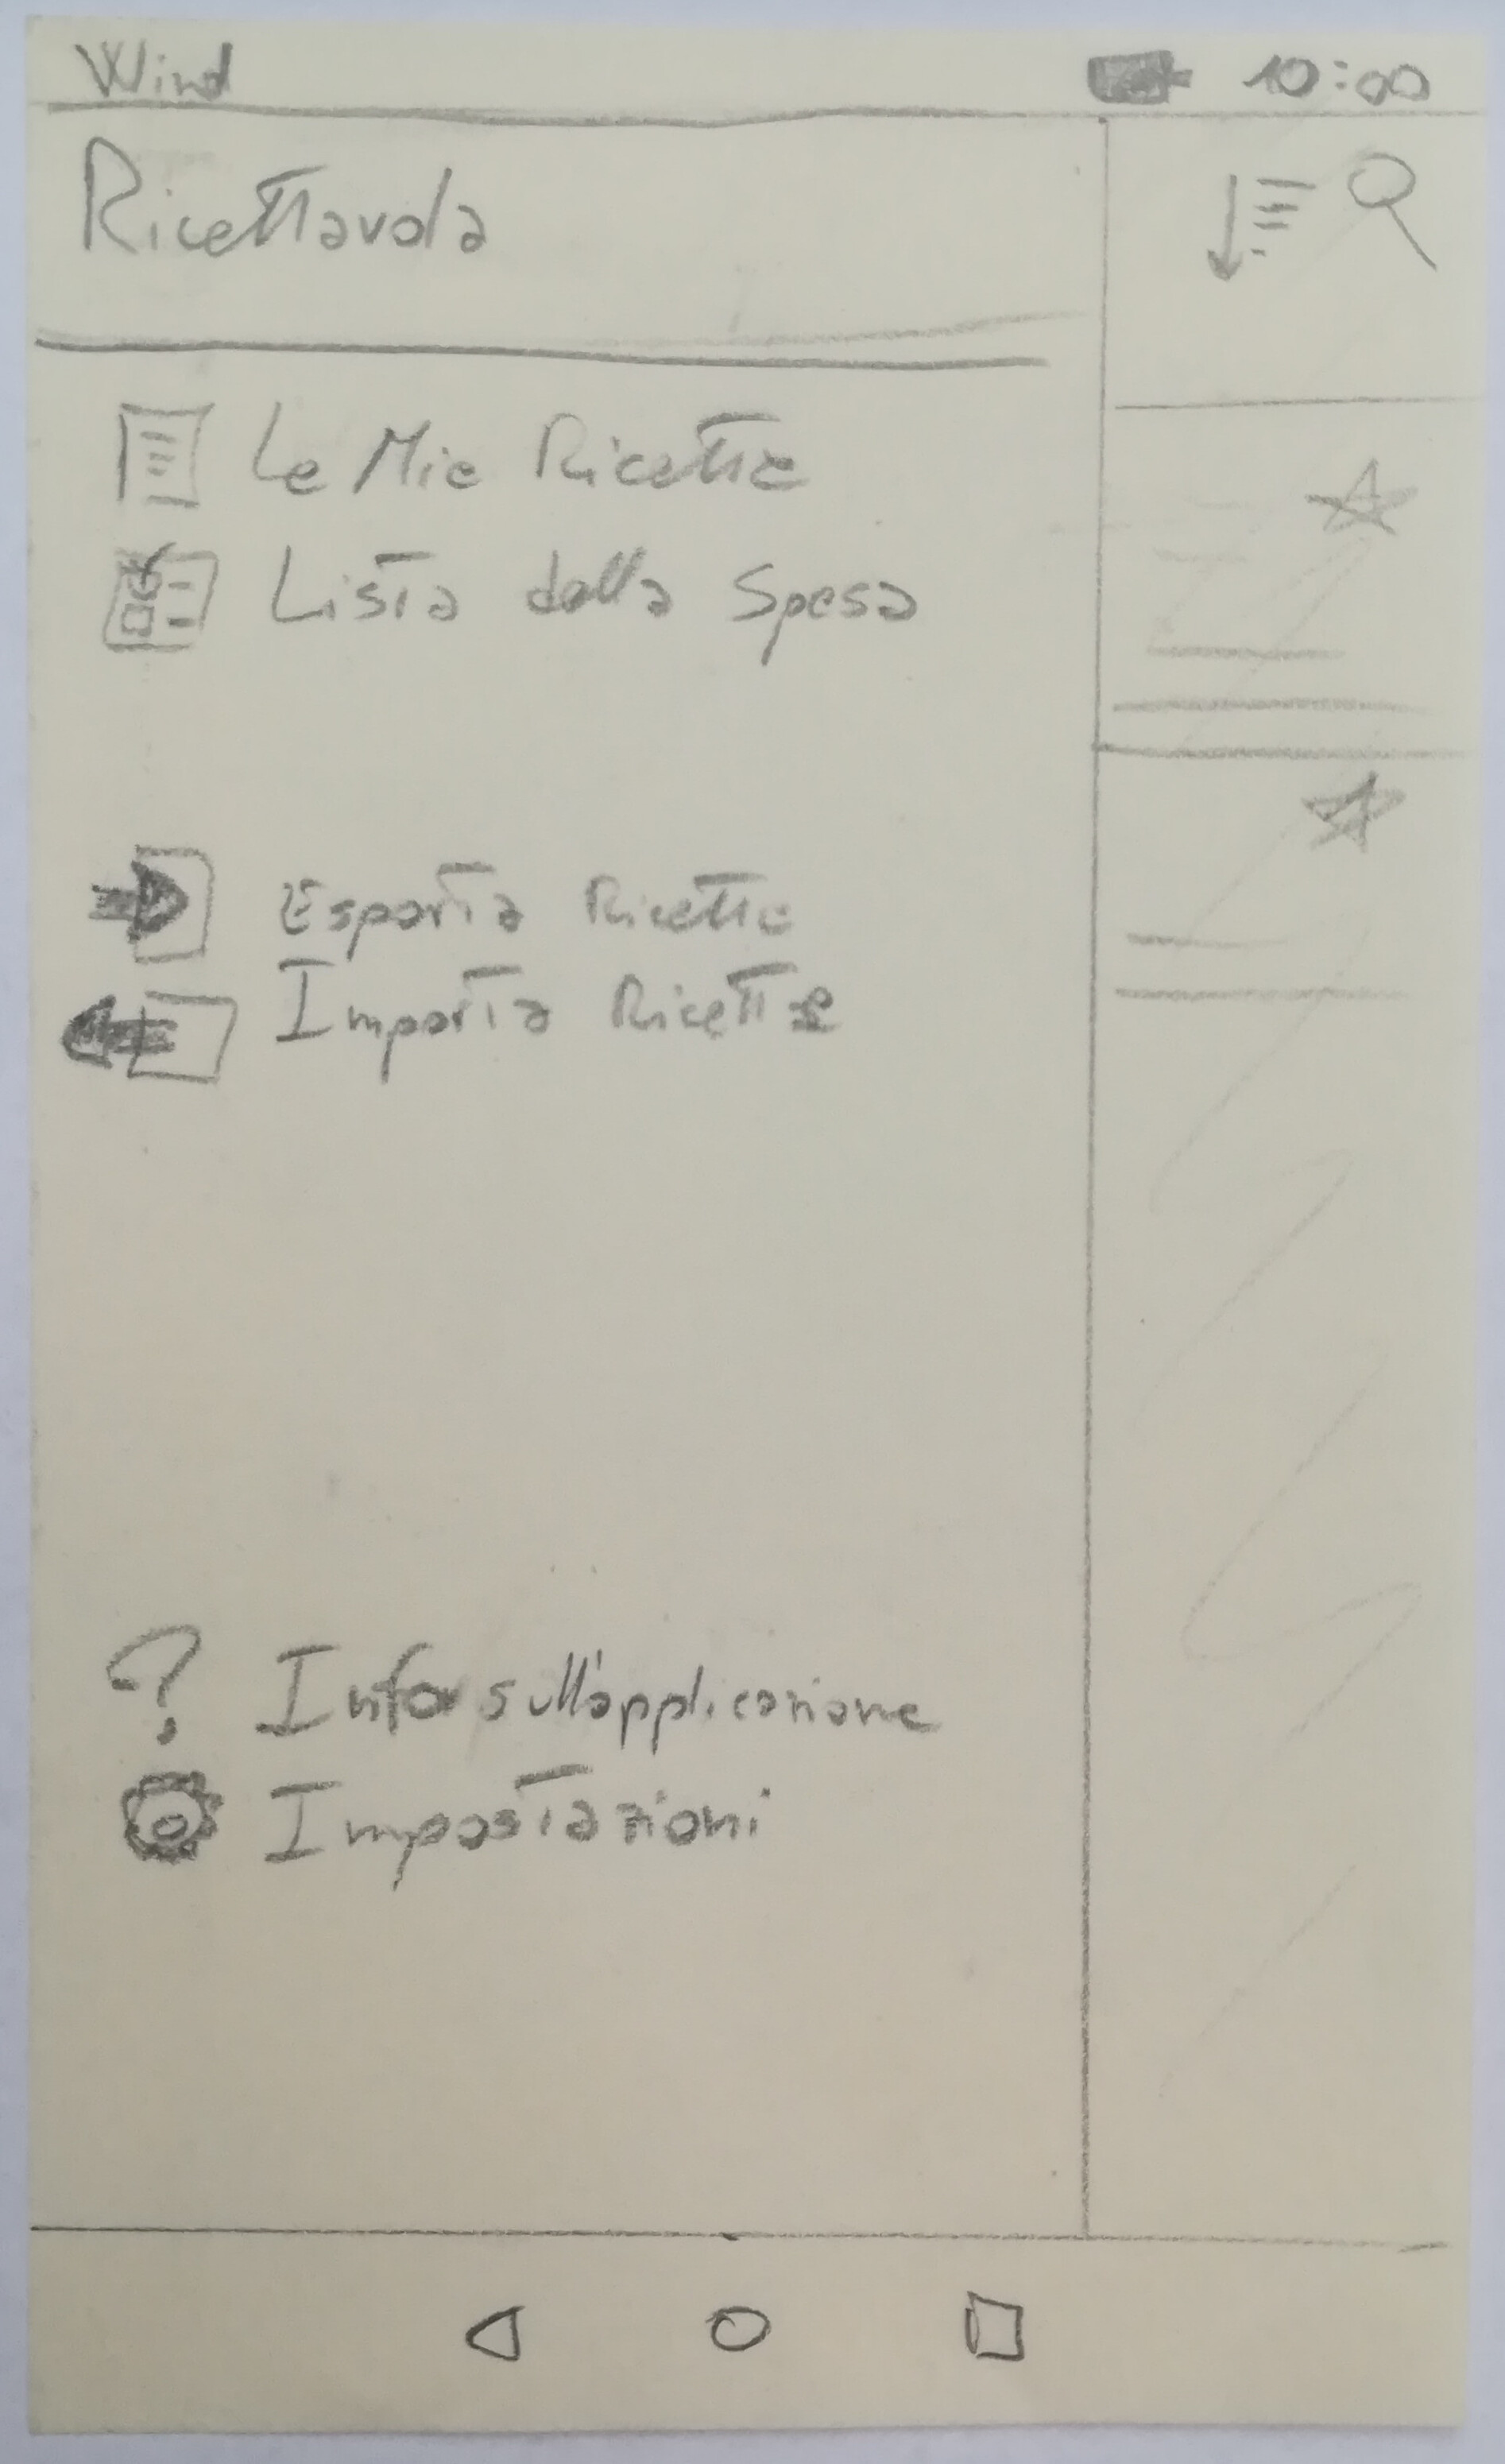 Wind 10:00
Ricettavola
Le Mie Ricette
Lista della Spesa
Esporta Ricette
Importa Ricette
Info sull'applicazione
Impostazioni